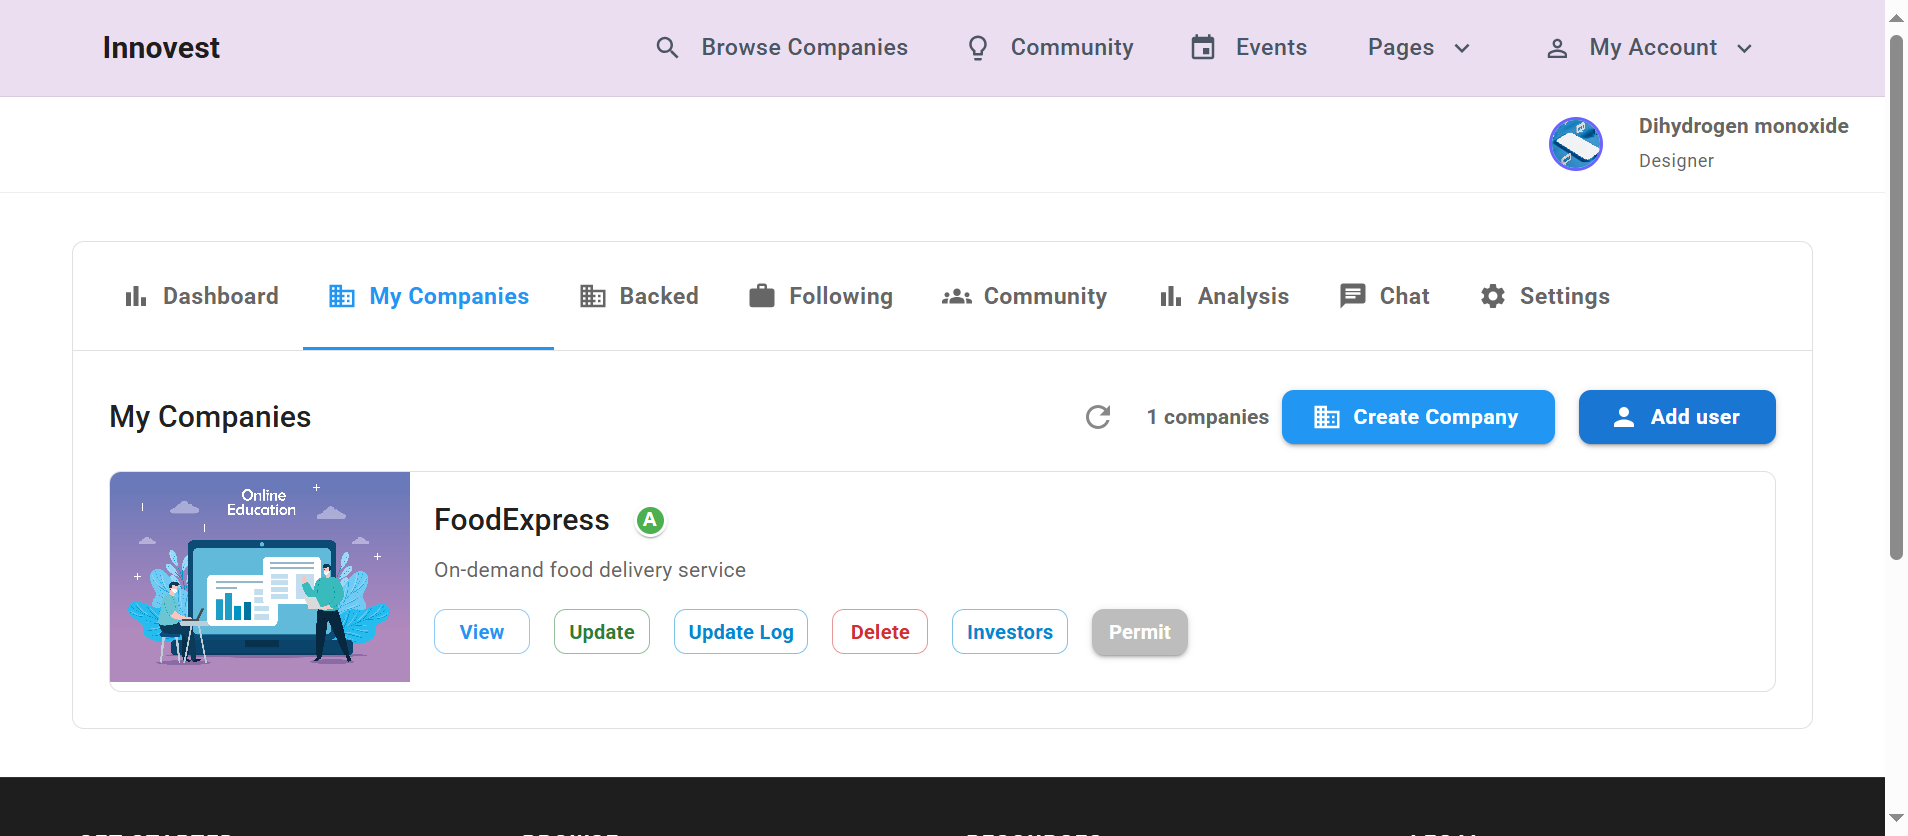 Innovest
Browse Companies
Community
Events
Pages
My Account
Dihydrogen monoxide
Designer
Dashboard
My Companies
Backed
Following
Community
Analysis
Chat
Settings
My Companies
1 companies
Create Company
Add user
Online
Education
FoodExpress
A
On-demand food delivery service
View
Update
Update Log
Delete
Investors
Permit